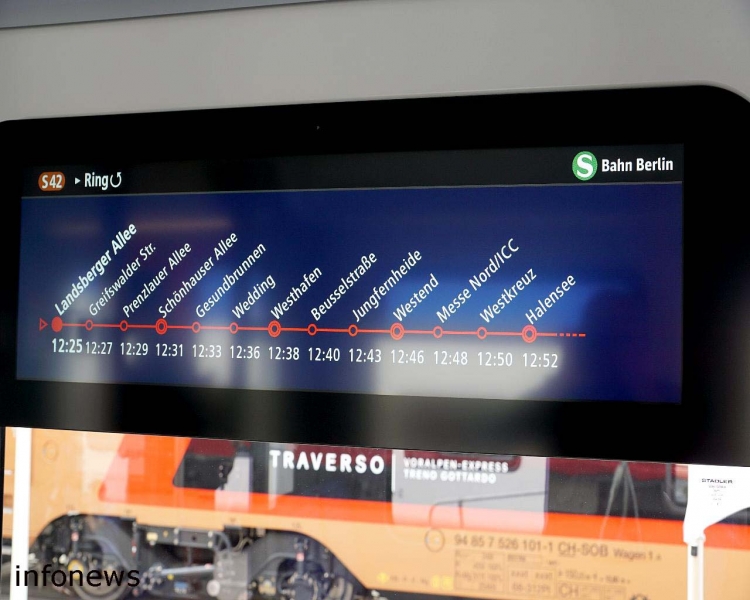 S42 ▸ Ring↺
S Bahn Berlin
Landsberger Allee
Greifswalder Str.
Prenzlauer Allee
Schönhauser Allee
Gesundbrunnen
Wedding
Westhafen
Beusselstraße
Jungfernheide
Westend
Messe Nord/ICC
WestKreuz
Halensee
12:25 12:27 12:29 12:31 12:33 12:36 12:38 12:40 12:43 12:46 12:48 12:50 12:52
TRAVERSO
VORALPEN-EXPRESS
TRENO GOTTARDO
STADLER
94 85 7 526 101-1 CH-SOB Wagen 1
infonews